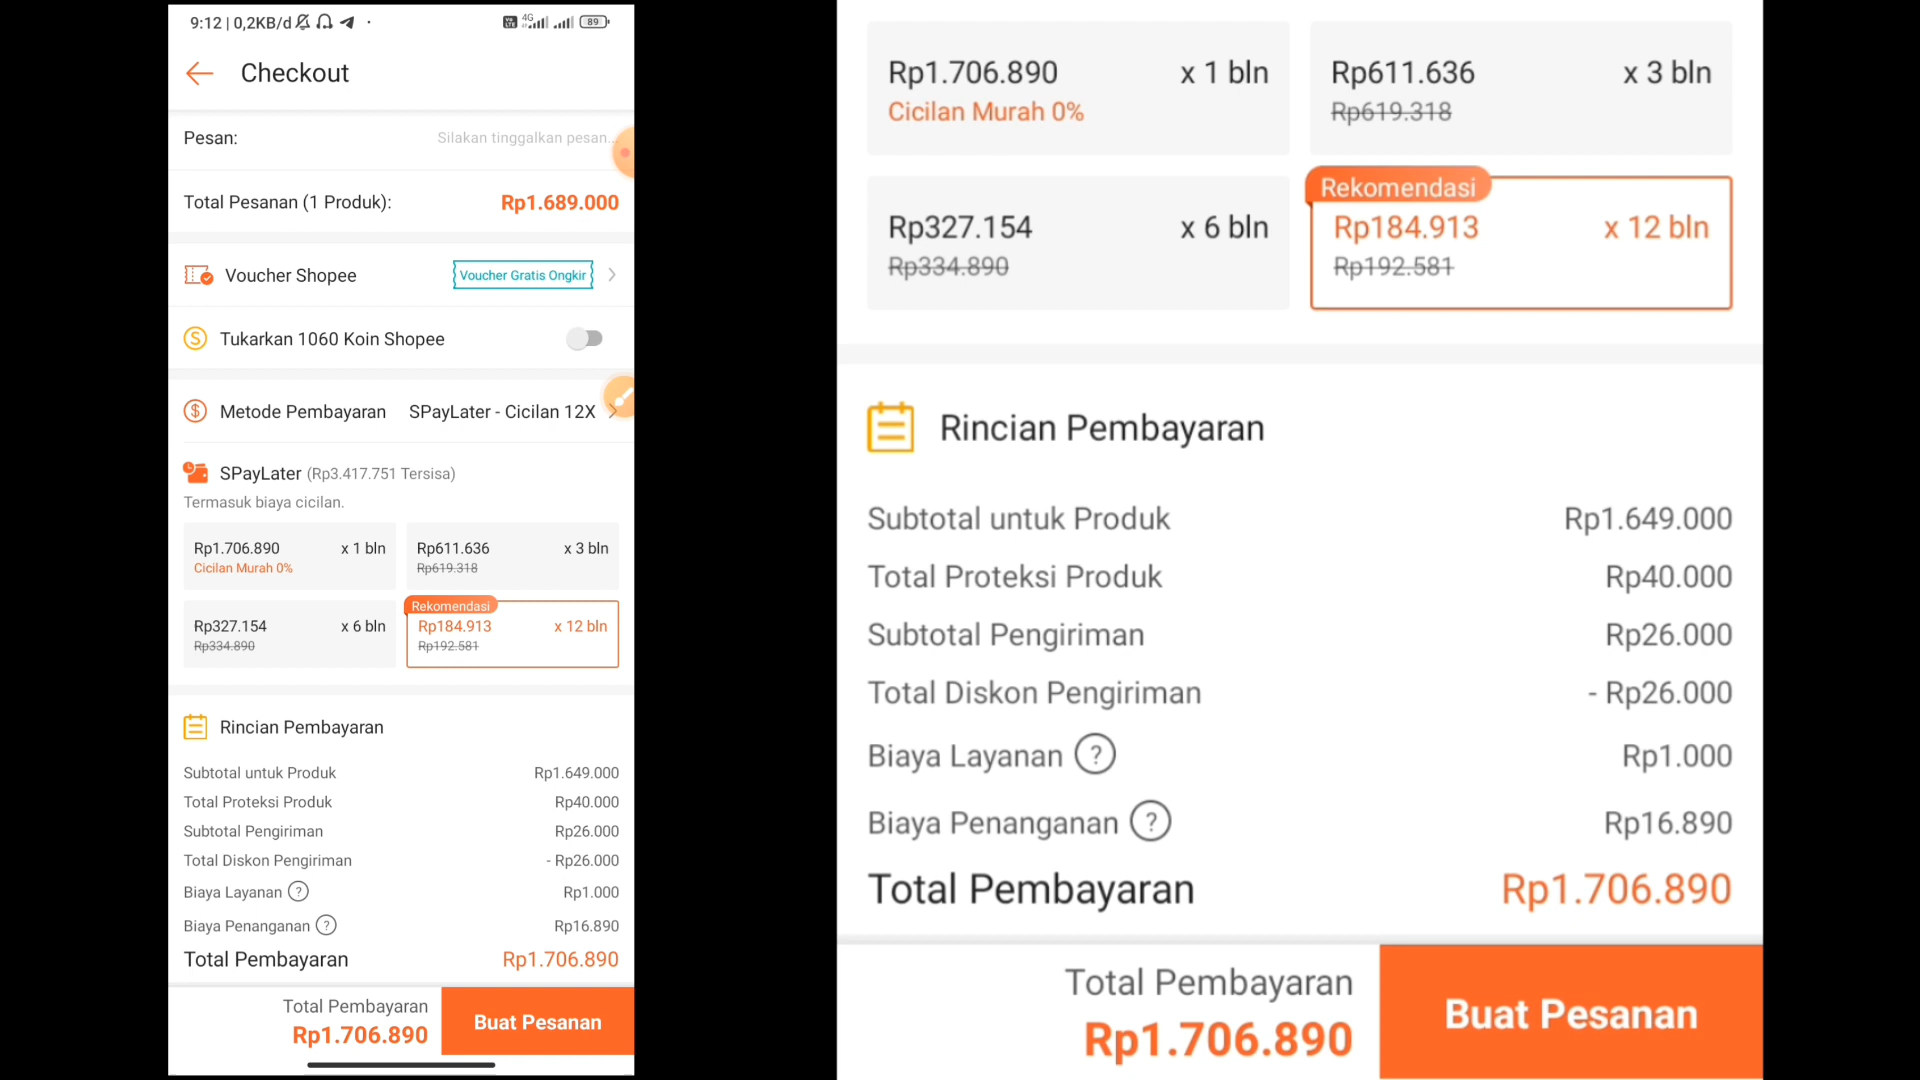 9:12 | 0,2KB/d
4G
89
Checkout
Pesan: Silakan tinggalkan pesan...
Total Pesanan (1 Produk): Rp1.689.000
Voucher Shopee Voucher Gratis Ongkir
Tukarkan 1060 Koin Shopee
Metode Pembayaran SPayLater - Cicilan 12X
SPayLater (Rp3.417.751 Tersisa)
Termasuk biaya cicilan.
Rp1.706.890 x 1 bln
Cicilan Murah 0%
Rp611.636 x 3 bln
Rp619.318
Rp327.154 x 6 bln
Rp334.890
Rekomendasi
Rp184.913 x 12 bln
Rp192.581
Rincian Pembayaran
Subtotal untuk Produk Rp1.649.000
Total Proteksi Produk Rp40.000
Subtotal Pengiriman Rp26.000
Total Diskon Pengiriman - Rp26.000
Biaya Layanan ? Rp1.000
Biaya Penanganan ? Rp16.890
Total Pembayaran Rp1.706.890
Total Pembayaran
Rp1.706.890
Buat Pesanan
Rp1.706.890 x 1 bln
Cicilan Murah 0%
Rp611.636 x 3 bln
Rp619.318
Rp327.154 x 6 bln
Rp334.890
Rekomendasi
Rp184.913 x 12 bln
Rp192.581
Rincian Pembayaran
Subtotal untuk Produk Rp1.649.000
Total Proteksi Produk Rp40.000
Subtotal Pengiriman Rp26.000
Total Diskon Pengiriman - Rp26.000
Biaya Layanan ? Rp1.000
Biaya Penanganan ? Rp16.890
Total Pembayaran Rp1.706.890
Total Pembayaran
Rp1.706.890
Buat Pesanan